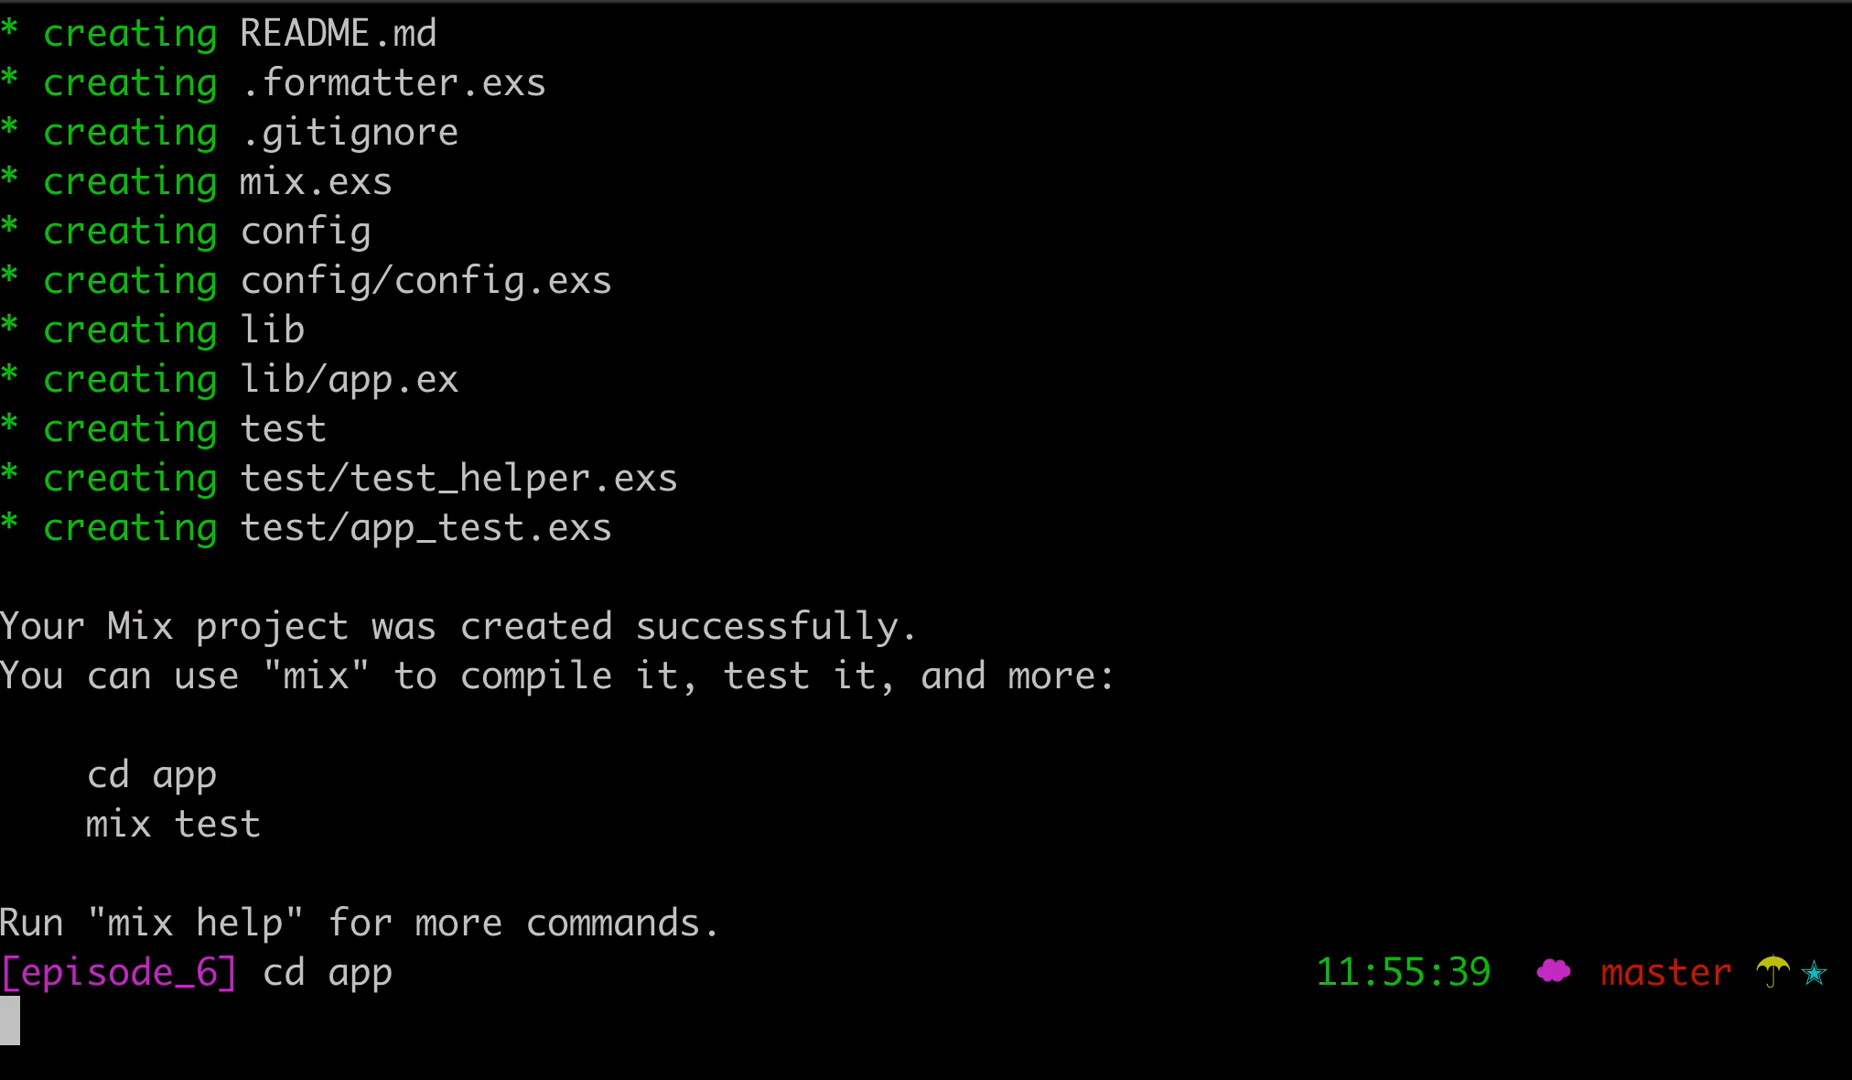 * creating README.md
* creating .formatter.exs
* creating .gitignore
* creating mix.exs
* creating config
* creating config/config.exs
* creating lib
* creating lib/app.ex
* creating test
* creating test/test_helper.exs
* creating test/app_test.exs
Your Mix project was created successfully.
You can use "mix" to compile it, test it, and more:
cd app
mix test
Run "mix help" for more commands.
[episode_6] cd app 11:55:39 master